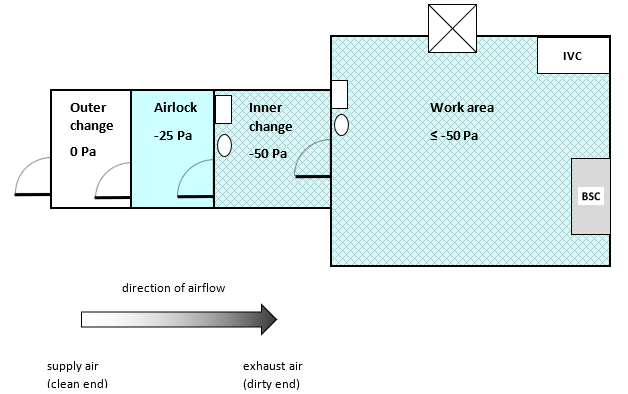 Outer
change
0 Pa
Airlock
-25 Pa
Inner
change
-50 Pa
Work area
≤ -50 Pa
IVC
BSC
direction of airflow
supply air
(clean end)
exhaust air
(dirty end)